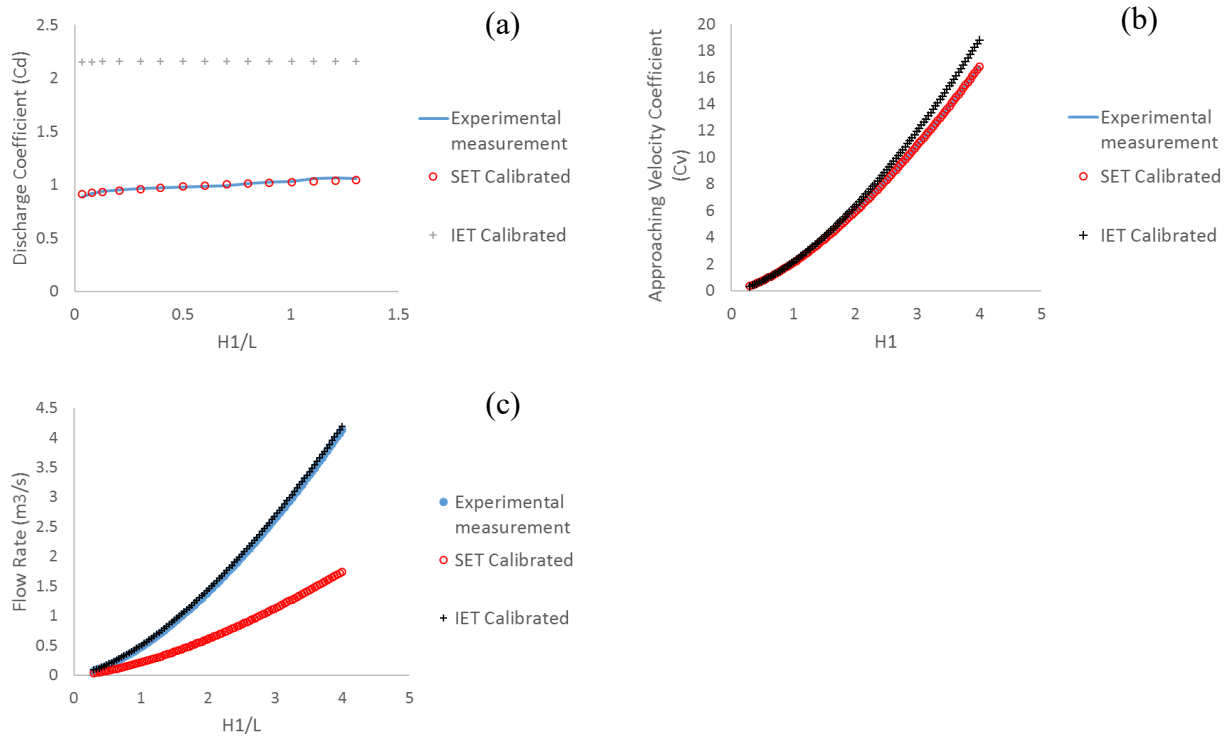 (a)
Discharge Coefficient (Cd)
2.5
2
1.5
1
0.5
0
0
0.5
1
1.5
H1/L
Experimental
measurement
SET Calibrated
IET Calibrated
(b)
Approaching Velocity Coefficient
(Cv)
20
18
16
14
12
10
8
6
4
2
0
0
1
2
3
4
5
H1
Experimental
measurement
SET Calibrated
IET Calibrated
(c)
Flow Rate (m3/s)
4.5
4
3.5
3
2.5
2
1.5
1
0.5
0
0
1
2
3
4
5
H1/L
Experimental
measurement
SET Calibrated
IET Calibrated